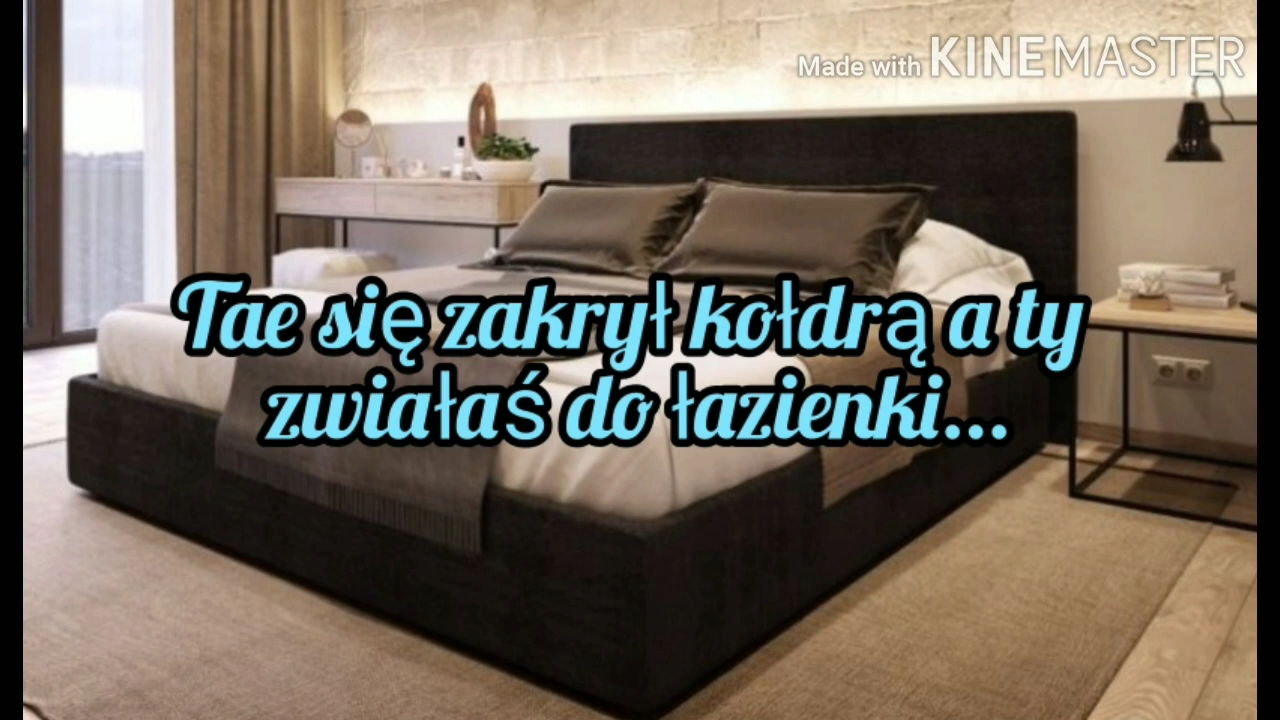 Made with KINEMASTER
Tae się zakrył kołdrą a ty
zwiałaś do łazienki...